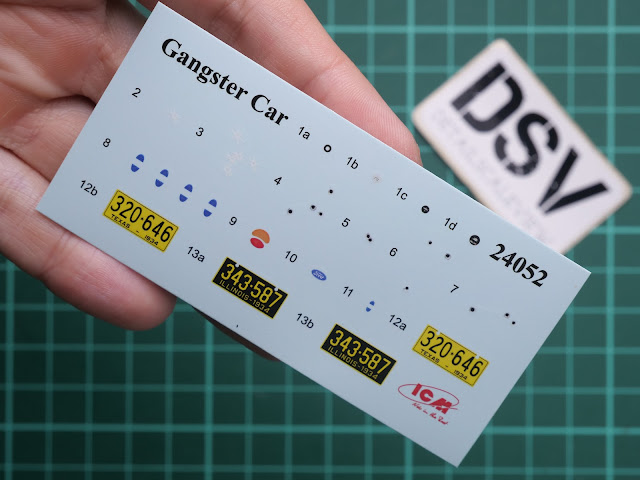 Gangster Car
DSV
2
3
1a
1b
1c
1d
24052
8
4
5
6
7
12b
320·646
TEXAS - 1934
9
10
11
12a
13a
343·587
ILLINOIS-1934
13b
343·587
ILLINOIS-1934
320·646
TEXAS - 1934
ICM